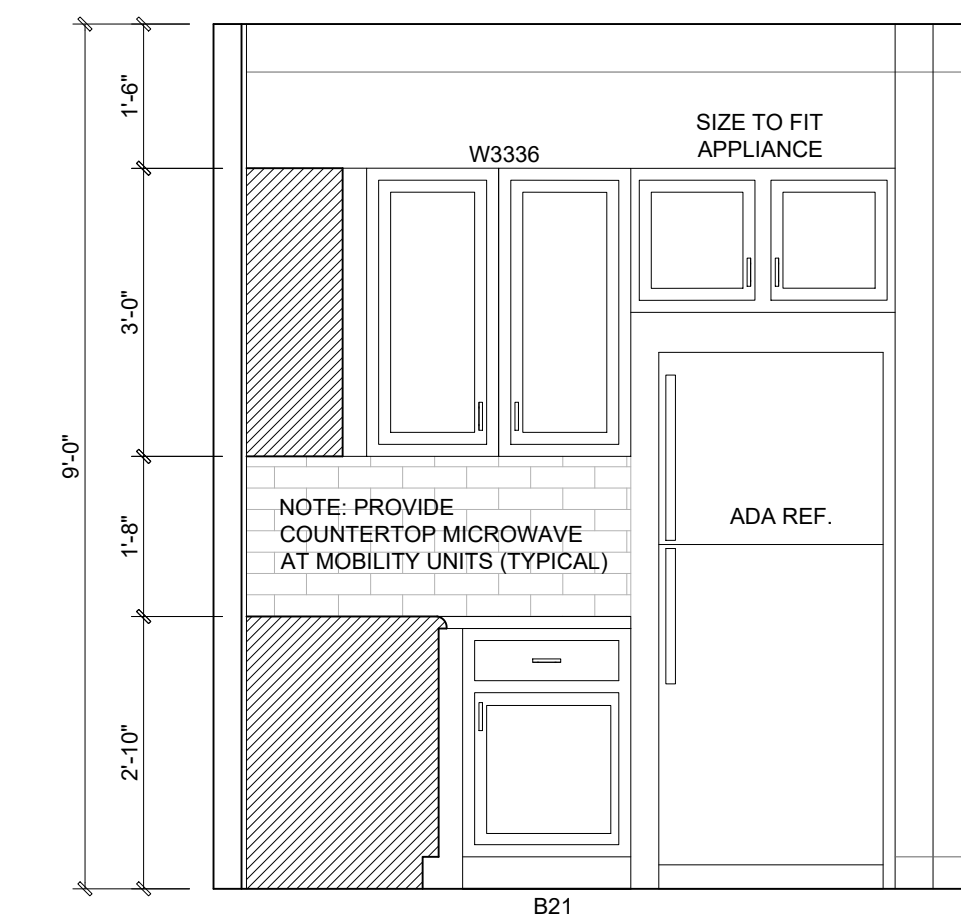 1'-6"
SIZE TO FIT
APPLIANCE
W3336
3'-0"
9'-0"
NOTE: PROVIDE
COUNTERTOP MICROWAVE
AT MOBILITY UNITS (TYPICAL)
1'-8"
ADA REF.
2'-10"
B21